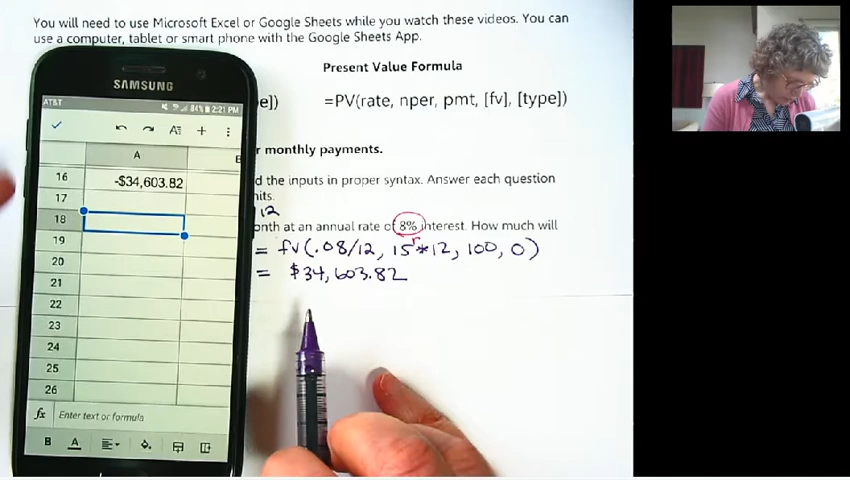 You will need to use Microsoft Excel or Google Sheets while you watch these videos. You can
use a computer, tablet or smart phone with the Google Sheets App.
Present Value Formula
e]) =PV(rate, nper, pmt, [fv], [type])
r monthly payments.
d the inputs in proper syntax. Answer each question
nits.
12
onth at an annual rate of 8% interest. How much will
= fv(.08/12, 15*12, 100, 0)
= $34,603.82
SAMSUNG
AT&T 84% 2:21 PM
A
16 -$34,603.82
17
18
19
20
21
22
23
24
25
26
fx Enter text or formula
B A